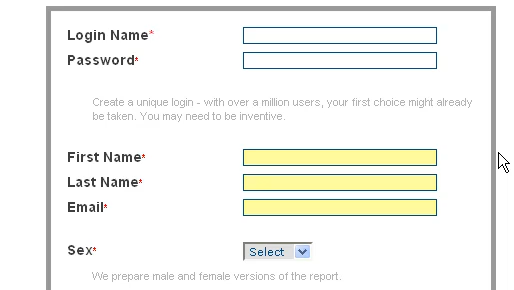 Login Name*
Password*
Create a unique login - with over a million users, your first choice might already
be taken. You may need to be inventive.
First Name*
Last Name*
Email*
Sex* Select
We prepare male and female versions of the report.